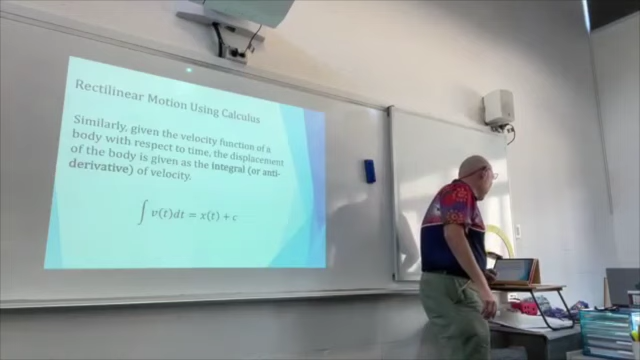 Rectilinear Motion Using Calculus
Similarly, given the velocity function of a
body with respect to time, the displacement
of the body is given as the integral (or anti-
derivative) of velocity.
∫ v(t)dt = x(t) + c